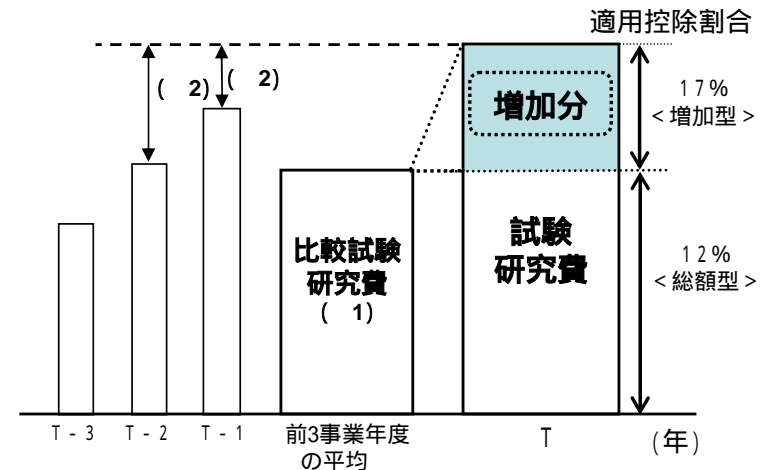 適用控除割合
( 2)
( 2)
増加分
17%
<増加型>
比較試験
研究費
( 1)
試験
研究費
12%
<総額型>
T-3
T-2
T-1
前3事業年度
の平均
T
(年)